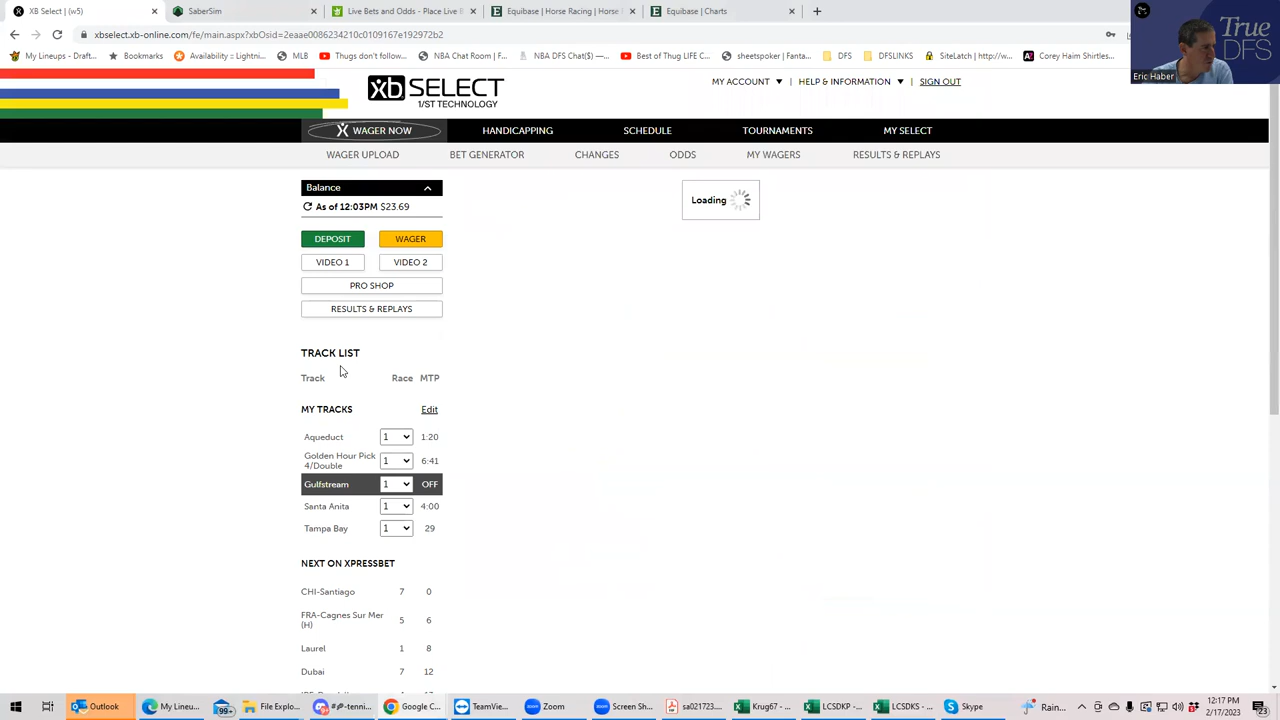 XB Select (w5)
SaberSim
Live Bets and Odds - Place Live B
Equibase | Horse Racing | Horse
Equibase | Charts
xbselect.xb-online.com/fe/main.aspx?xbOsid=2eaae0086234210c0109167e192972b2
My Lineups - Draft...
Bookmarks
Availability :: Lightni...
MLB
Thugs don't follow...
NBA Chat Room | F...
NBA DFS Chat($) —...
Best of Thug LIFE C...
sheetspoker | Fanta...
DFS
DFSLINKS
SiteLatch | http://w...
Corey Haim Shirtles...
True
DFS
Eric Haber
xb SELECT
1/ST TECHNOLOGY
MY ACCOUNT
HELP & INFORMATION
SIGN OUT
WAGER NOW
HANDICAPPING
SCHEDULE
TOURNAMENTS
MY SELECT
WAGER UPLOAD
BET GENERATOR
CHANGES
ODDS
MY WAGERS
RESULTS & REPLAYS
Balance
As of 12:03PM $23.69
DEPOSIT
WAGER
VIDEO 1
VIDEO 2
PRO SHOP
RESULTS & REPLAYS
Loading
TRACK LIST
Track Race MTP
MY TRACKS Edit
Aqueduct 1 1:20
Golden Hour Pick
4/Double 1 6:41
Gulfstream 1 OFF
Santa Anita 1 4:00
Tampa Bay 1 29
NEXT ON XPRESSBET
CHI-Santiago 7 0
FRA-Cagnes Sur Mer
(H) 5 6
Laurel 1 8
Dubai 7 12
Outlook
My Lineu...
99+
File Explo...
Google C...
TeamView...
Zoom
Screen Sh...
sa021723...
Krug67 - ...
LCSDKP - ...
LCSDKS - ...
Skype
Rain...
12:17 PM
2/17/2023
23